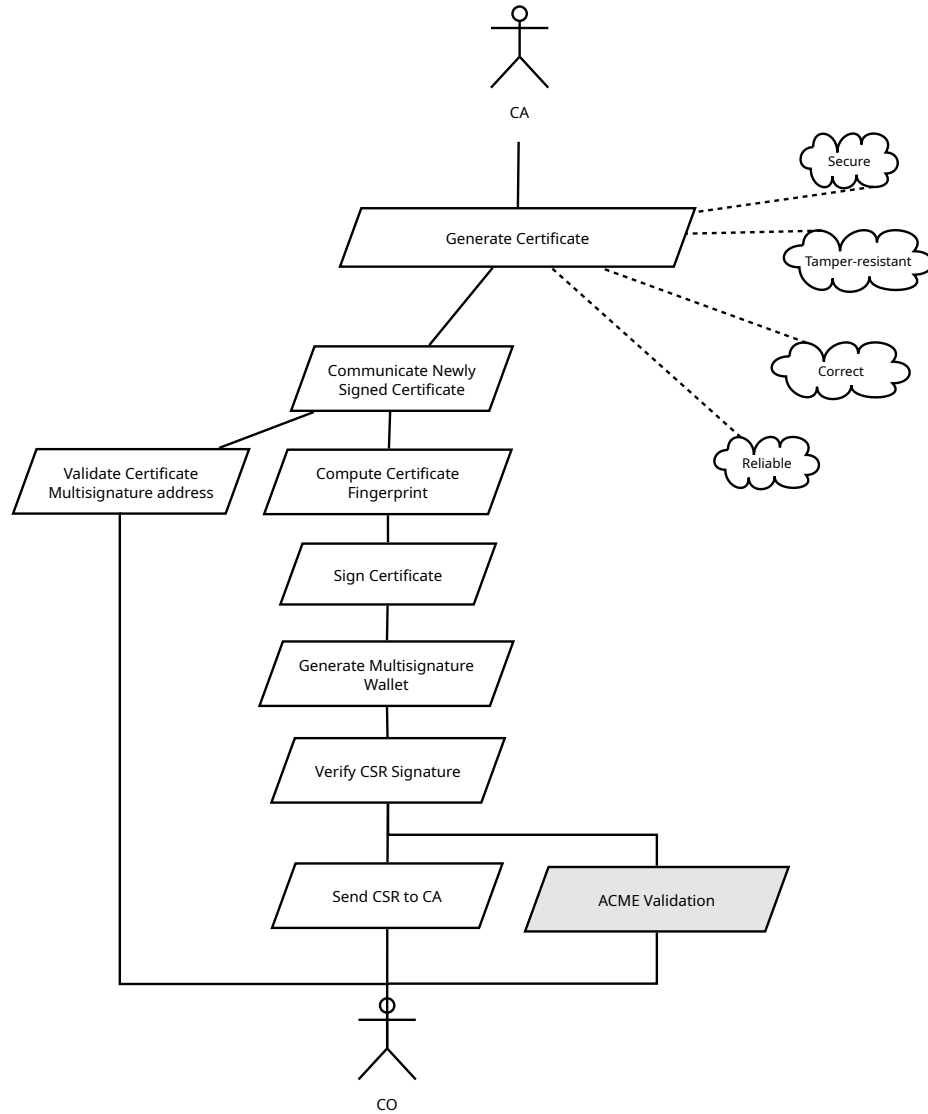 CA
Secure
Generate Certificate
Tamper-resistant
Communicate Newly
Signed Certificate
Correct
Reliable
Validate Certificate
Multisignature address
Compute Certificate
Fingerprint
Sign Certificate
Generate Multisignature
Wallet
Verify CSR Signature
Send CSR to CA
ACME Validation
CO